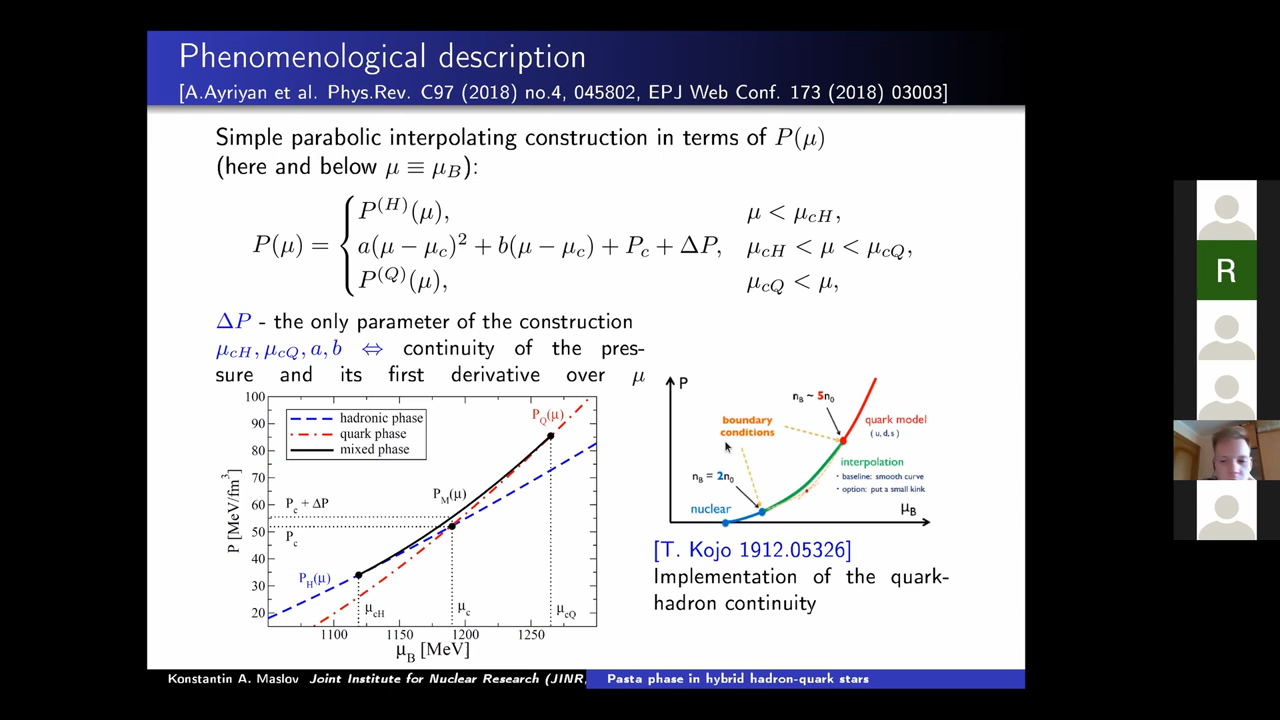 Phenomenological description
[A.Ayriyan et al. Phys.Rev. C97 (2018) no.4, 045802, EPJ Web Conf. 173 (2018) 03003]
Simple parabolic interpolating construction in terms of P(μ)
(here and below μ ≡ μ_B):
P^(H)(μ), μ < μ_cH,
P(μ) = { a(μ − μ_c)² + b(μ − μ_c) + P_c + ΔP, μ_cH < μ < μ_cQ,
P^(Q)(μ), μ_cQ < μ,
ΔP - the only parameter of the construction
μ_cH, μ_cQ, a, b ⇔ continuity of the pres-
sure and its first derivative over μ
100
90
80
70
60
50
40
30
20
P [MeV/fm³]
hadronic phase
quark phase
mixed phase
P_Q(μ)
P_M(μ)
P_c + ΔP
P_c
P_H(μ)
μ_cH
μ_c
μ_cQ
1100 1150 1200 1250
μ_B [MeV]
P
n_B ~ 5n₀
boundary
conditions
quark model
(u,d,s)
interpolation
• baseline: smooth curve
• option: put a small kink
n_B = 2n₀
nuclear
μ_B
[T. Kojo 1912.05326]
Implementation of the quark-
hadron continuity
Konstantin A. Maslov Joint Institute for Nuclear Research (JINR, Pasta phase in hybrid hadron-quark stars
R